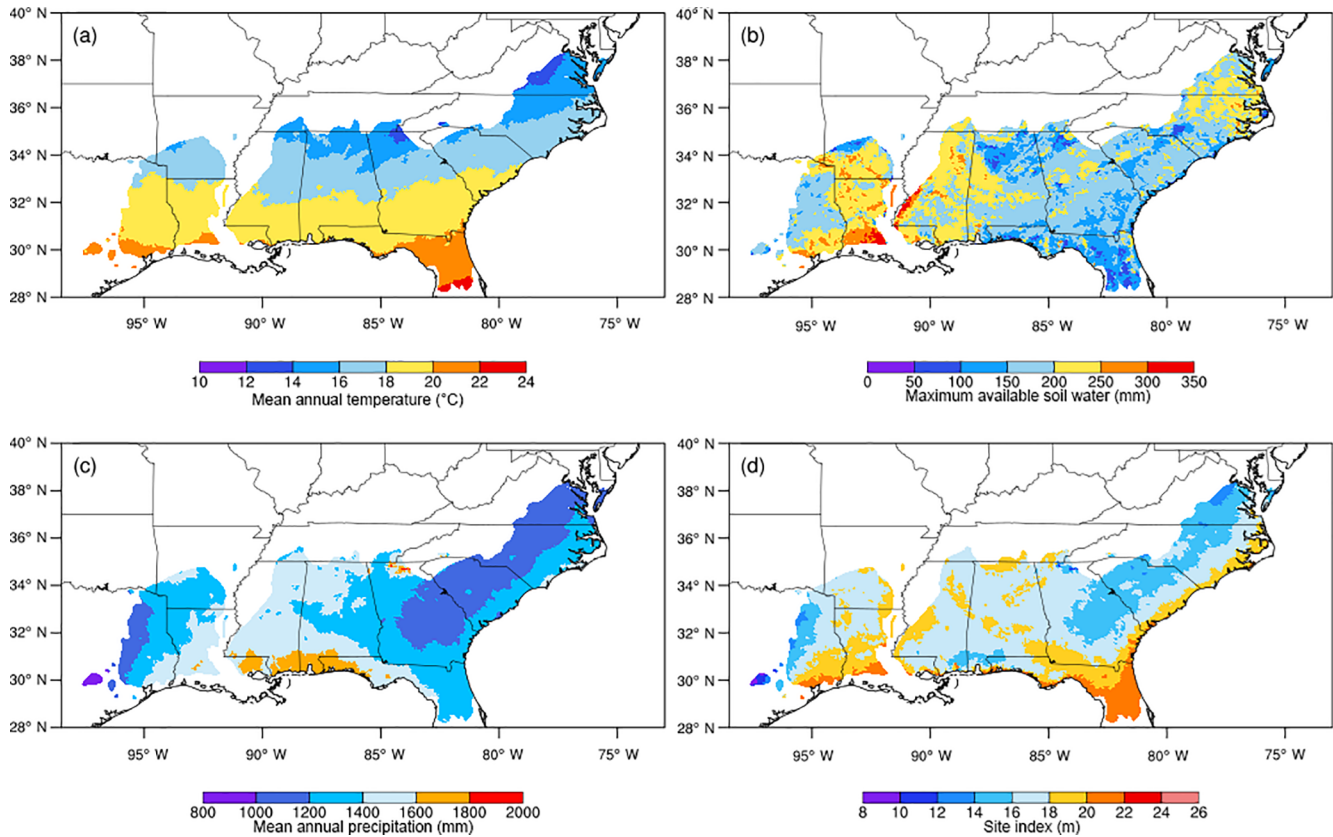 40° N
(a)
38° N
36° N
34° N
32° N
30° N
28° N
95° W 90° W 85° W 80° W 75° W
10 12 14 16 18 20 22 24
Mean annual temperature (°C)
40° N
(b)
38° N
36° N
34° N
32° N
30° N
28° N
95° W 90° W 85° W 80° W 75° W
0 50 100 150 200 250 300 350
Maximum available soil water (mm)
40° N
(c)
38° N
36° N
34° N
32° N
30° N
28° N
95° W 90° W 85° W 80° W 75° W
800 1000 1200 1400 1600 1800 2000
Mean annual precipitation (mm)
40° N
(d)
38° N
36° N
34° N
32° N
30° N
28° N
95° W 90° W 85° W 80° W 75° W
8 10 12 14 16 18 20 22 24 26
Site index (m)